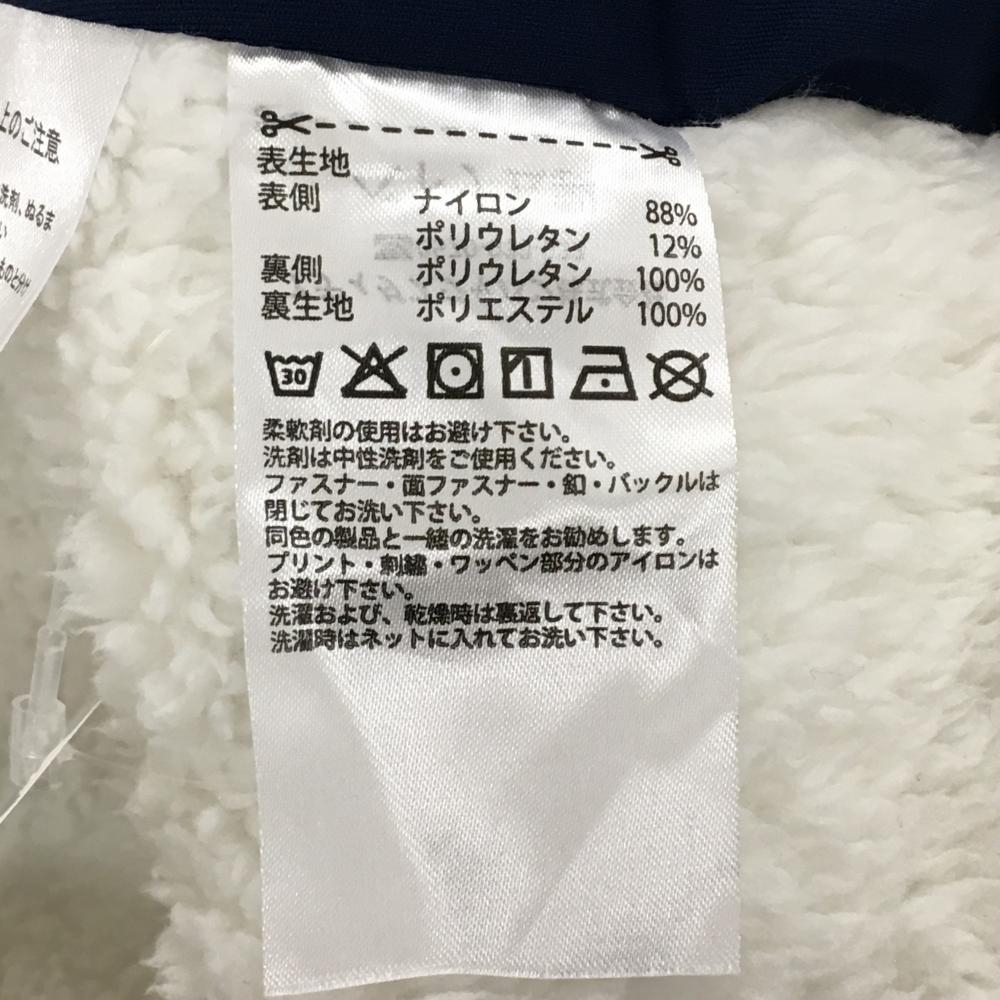 上のご注意
洗剤、ぬるま
表生地
表側 ナイロン 88%
ポリウレタン 12%
裏側 ポリウレタン 100%
裏生地 ポリエステル 100%
30
柔軟剤の使用はお避け下さい。
洗剤は中性洗剤をご使用ください。
ファスナー・面ファスナー・釦・バックルは
閉じてお洗い下さい。
同色の製品と一緒の洗濯をお勧めします。
プリント・刺繍・ワッペン部分のアイロンは
お避け下さい。
洗濯および、乾燥時は裏返して下さい。
洗濯時はネットに入れてお洗い下さい。